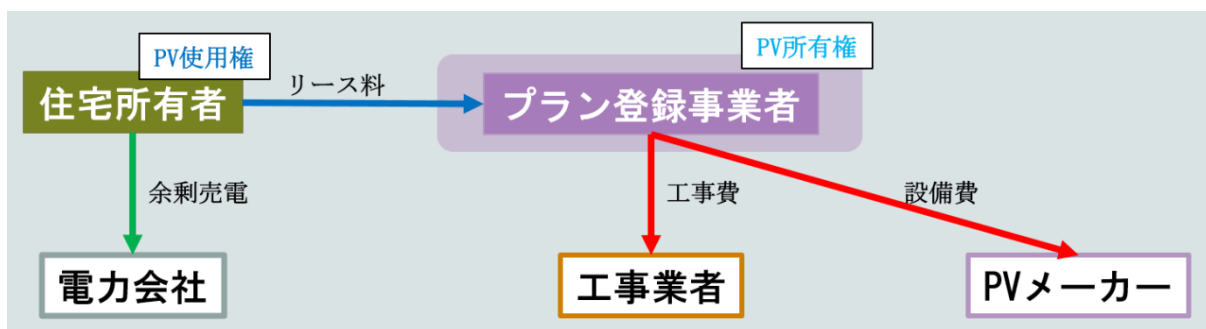 PV使用権
PV所有権
住宅所有者
リース料
プラン登録事業者
余剰売電
工事費
設備費
電力会社
工事業者
PVメーカー